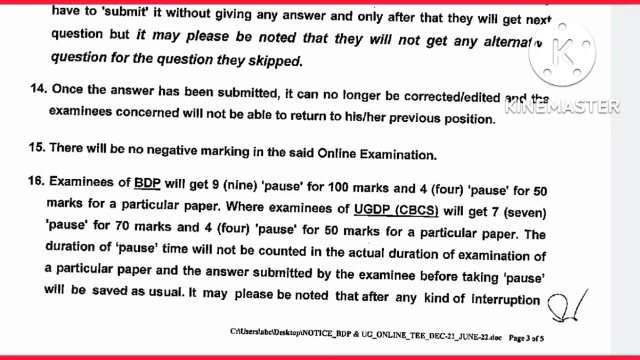 have to 'submit' it without giving any answer and only after that they will get next
question but it may please be noted that they will not get any alternative
question for the question they skipped.
14. Once the answer has been submitted, it can no longer be corrected/edited and the
examinees concerned will not be able to return to his/her previous position.
15. There will be no negative marking in the said Online Examination.
16. Examinees of BDP will get 9 (nine) 'pause' for 100 marks and 4 (four) 'pause' for 50
marks for a particular paper. Where examinees of UGDP (CBCS) will get 7 (seven)
'pause' for 70 marks and 4 (four) 'pause' for 50 marks for a particular paper. The
duration of 'pause' time will not be counted in the actual duration of examination of
a particular paper and the answer submitted by the examinee before taking 'pause'
will be saved as usual. It may please be noted that after any kind of interruption
C:\Users\abc\Desktop\NOTICE_BDP & UG_ONLINE_TEE_DEC-21_JUNE-22.doc Page 3 of 5
K
KINEMASTER